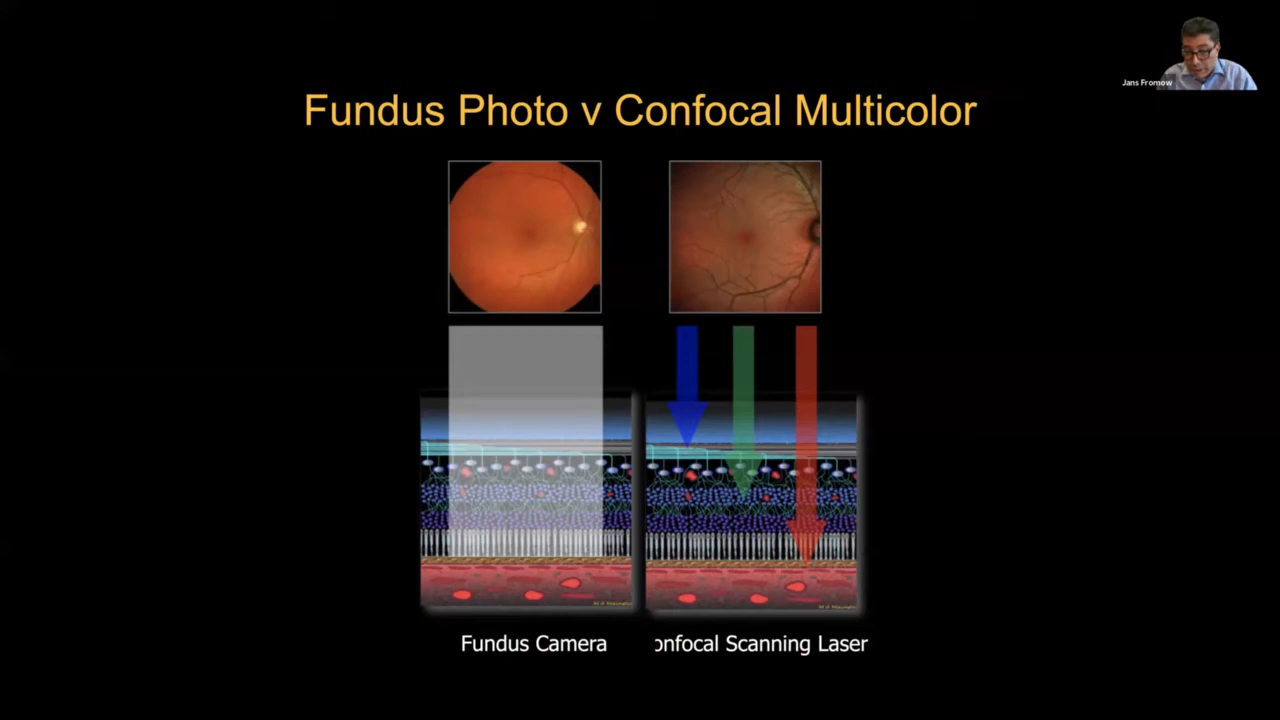 Jans Fromow
Fundus Photo v Confocal Multicolor
Fundus Camera
onfocal Scanning Laser